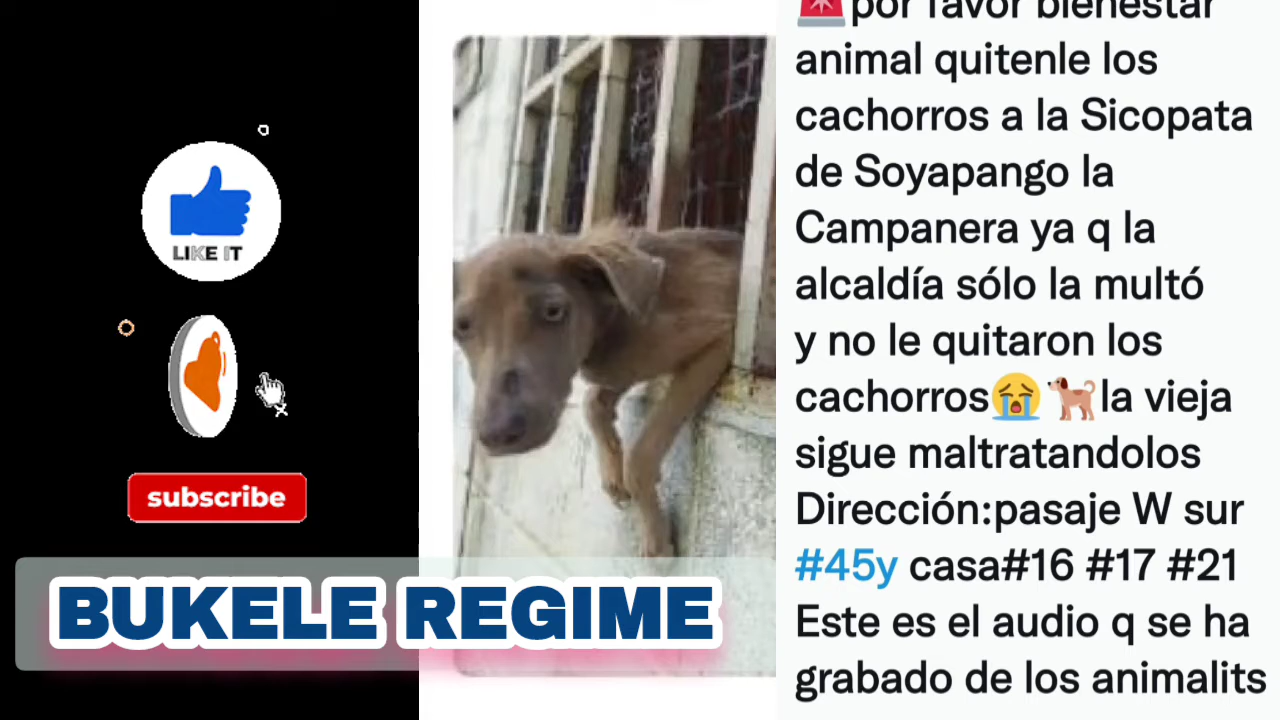 LIKE IT
subscribe
BUKELE REGIME
por favor bienestar
animal quitenle los
cachorros a la Sicopata
de Soyapango la
Campanera ya q la
alcaldía sólo la multó
y no le quitaron los
cachorros😭🐕la vieja
sigue maltratandolos
Dirección:pasaje W sur
#45y casa#16 #17 #21
Este es el audio q se ha
grabado de los animalits